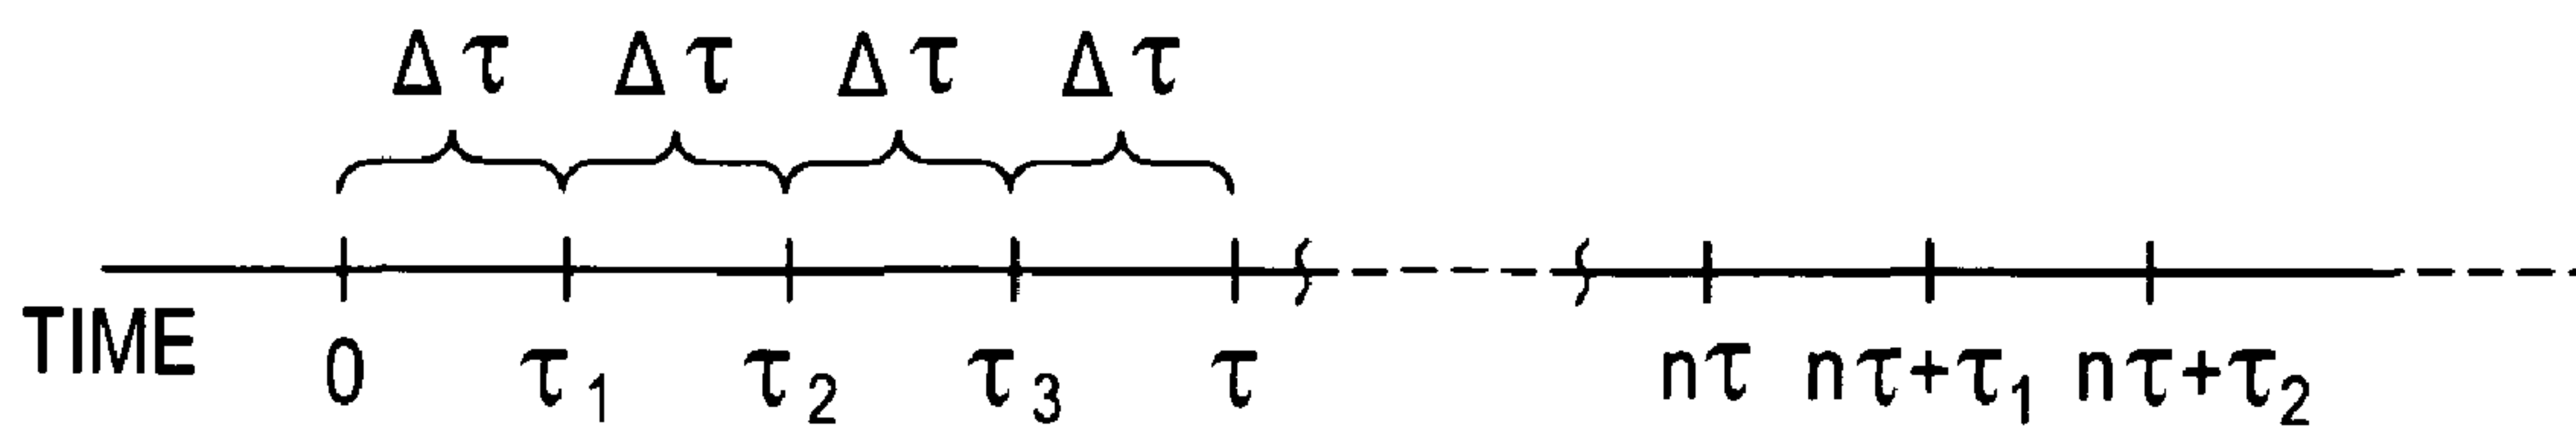 Δτ Δτ Δτ Δτ
TIME 0 τ₁ τ₂ τ₃ τ nτ nτ+τ₁ nτ+τ₂